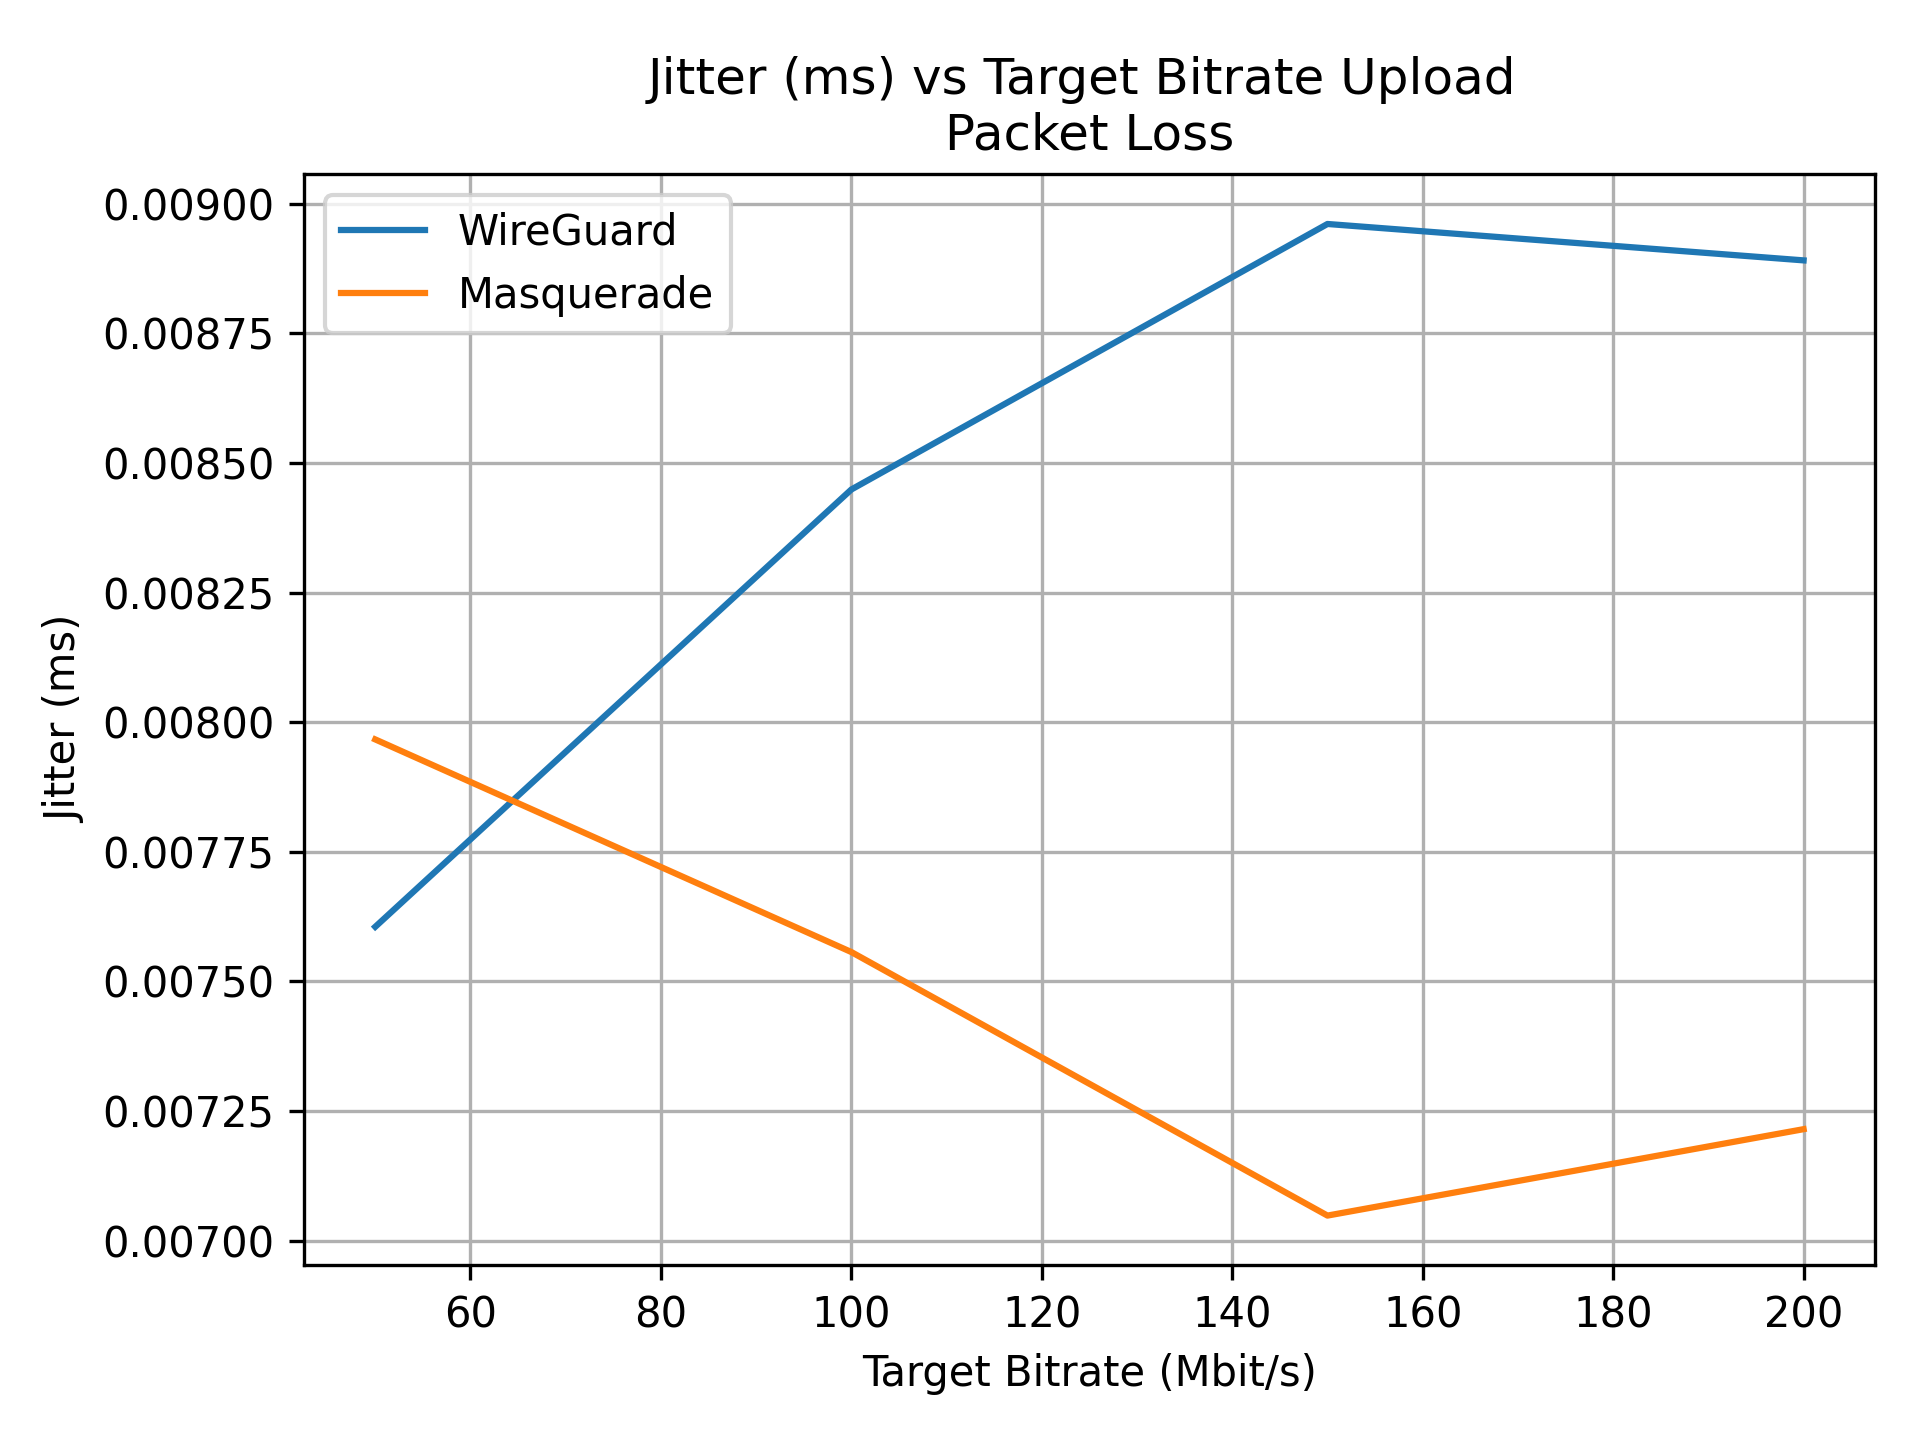 Jitter (ms) vs Target Bitrate Upload
Packet Loss
WireGuard
Masquerade
0.00900
0.00875
0.00850
0.00825
0.00800
0.00775
0.00750
0.00725
0.00700
Jitter (ms)
60 80 100 120 140 160 180 200
Target Bitrate (Mbit/s)